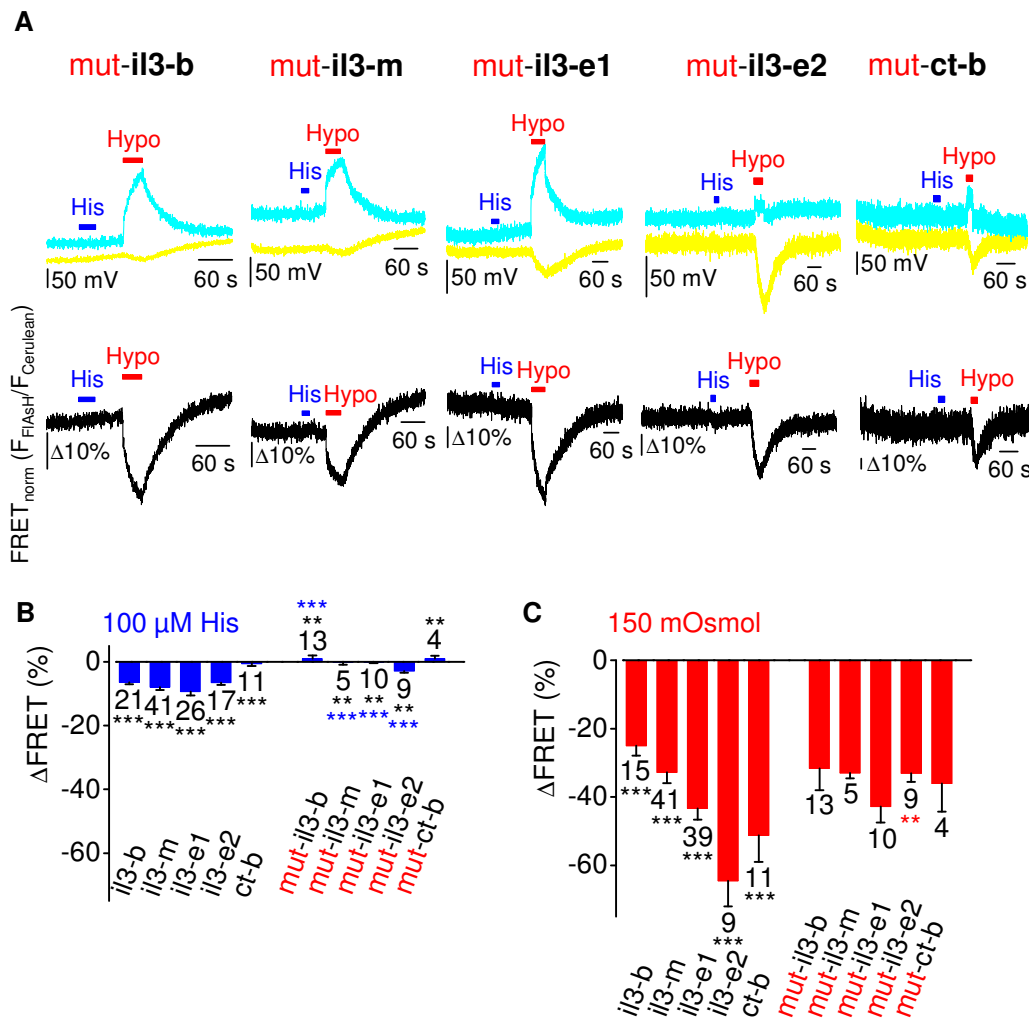 A
mut-il3-b mut-il3-m mut-il3-e1 mut-il3-e2 mut-ct-b
Hypo Hypo Hypo Hypo Hypo
His His His His His
50 mV 60 s 50 mV 60 s 50 mV 60 s 50 mV 60 s 50 mV 60 s
FRETnorm (FFlAsH/FCerulean)
Hypo Hypo Hypo Hypo Hypo
His His His His His
Δ10% 60 s Δ10% 60 s Δ10% 60 s Δ10% 60 s Δ10% 60 s
B
100 µM His
ΔFRET (%)
0
-20
-40
-60
21 41 26 17 11 13 5 10 9 4
*** *** *** *** *** ** ** ** ** **
*** *** *** ***
il3-b
il3-m
il3-e1
il3-e2
ct-b
mut-il3-b
mut-il3-m
mut-il3-e1
mut-il3-e2
mut-ct-b
C
150 mOsmol
ΔFRET (%)
0
-20
-40
-60
15 41 39 9 11 13 5 10 9 4
*** *** *** *** *** **
il3-b
il3-m
il3-e1
il3-e2
ct-b
mut-il3-b
mut-il3-m
mut-il3-e1
mut-il3-e2
mut-ct-b